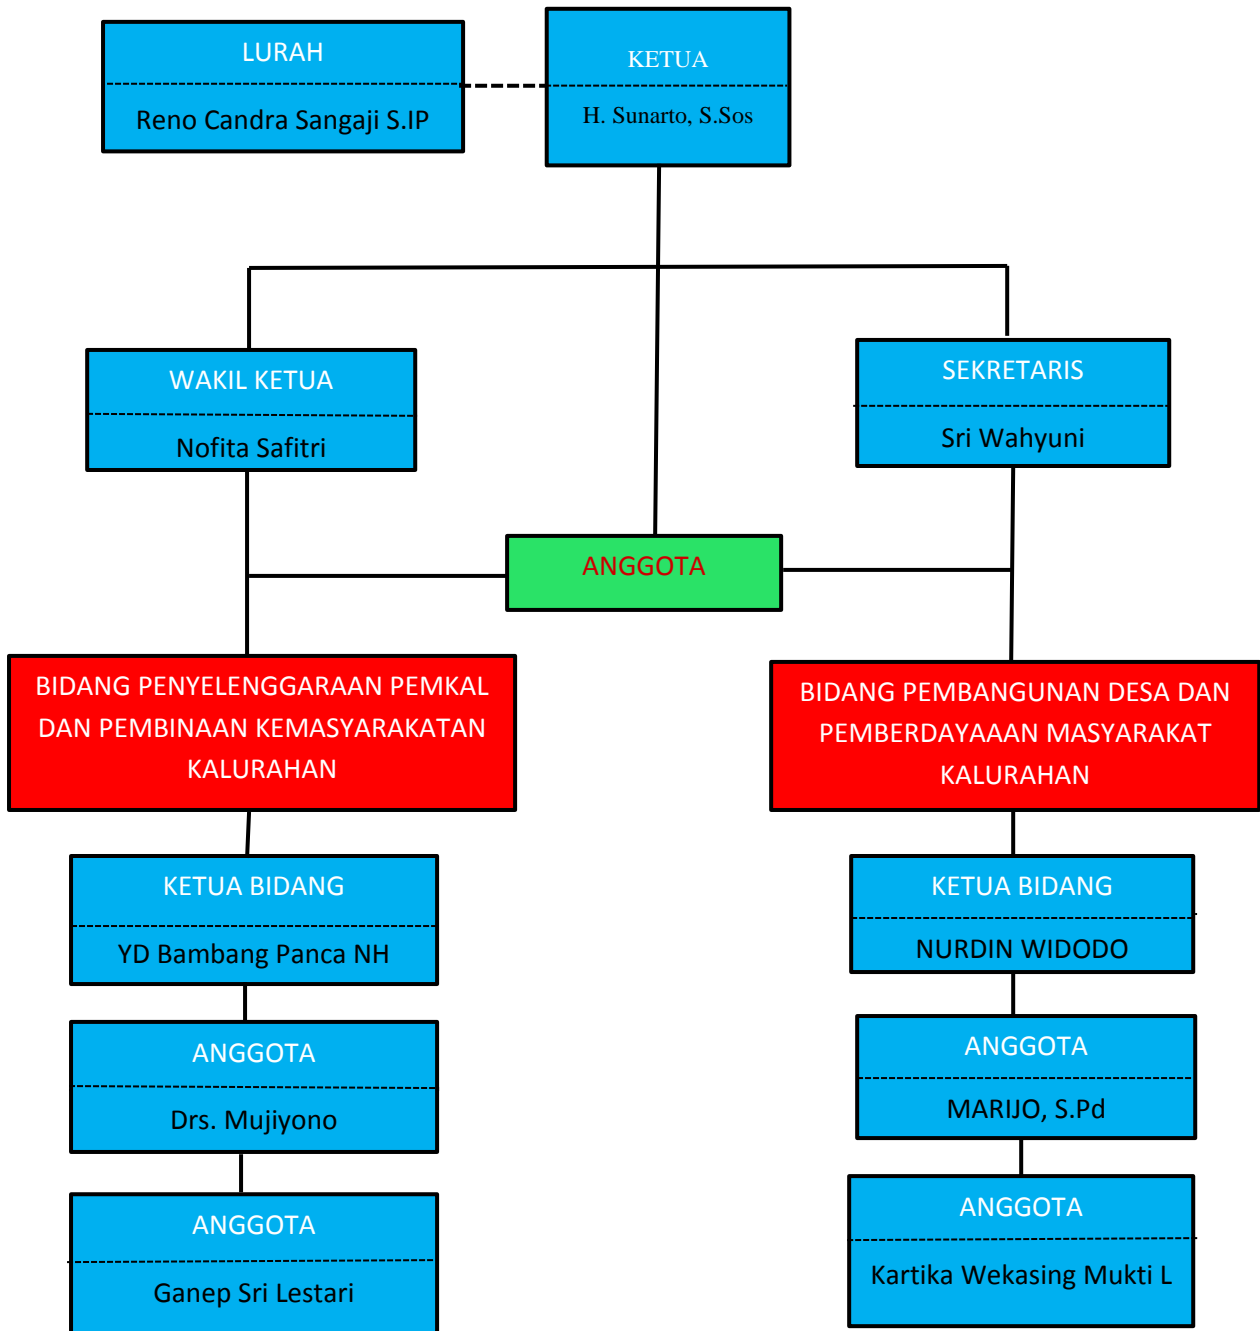 LURAH
Reno Candra Sangaji S.IP
KETUA
H. Sunarto, S.Sos
WAKIL KETUA
Nofita Safitri
SEKRETARIS
Sri Wahyuni
ANGGOTA
BIDANG PENYELENGGARAAN PEMKAL
DAN PEMBINAAN KEMASYARAKATAN
KALURAHAN
BIDANG PEMBANGUNAN DESA DAN
PEMBERDAYAAAN MASYARAKAT
KALURAHAN
KETUA BIDANG
YD Bambang Panca NH
KETUA BIDANG
NURDIN WIDODO
ANGGOTA
Drs. Mujiyono
ANGGOTA
MARIJO, S.Pd
ANGGOTA
Ganep Sri Lestari
ANGGOTA
Kartika Wekasing Mukti L